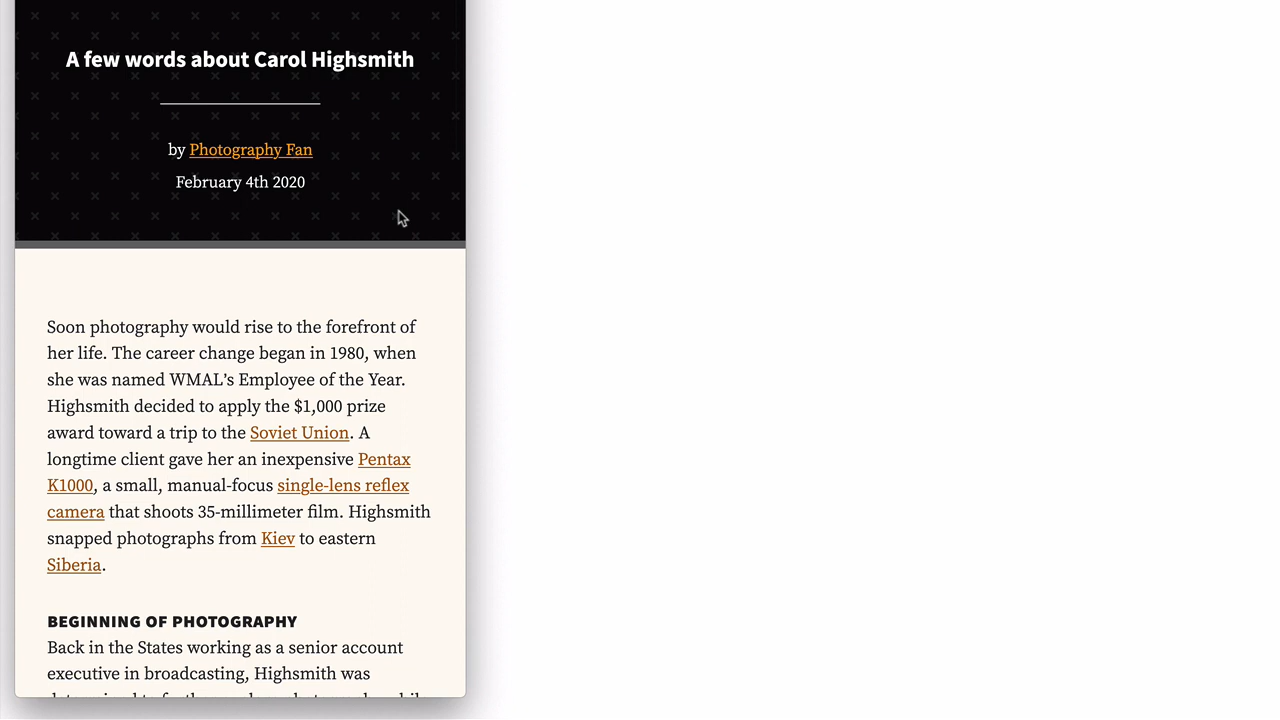 A few words about Carol Highsmith
by Photography Fan
February 4th 2020
Soon photography would rise to the forefront of
her life. The career change began in 1980, when
she was named WMAL’s Employee of the Year.
Highsmith decided to apply the $1,000 prize
award toward a trip to the Soviet Union. A
longtime client gave her an inexpensive Pentax
K1000, a small, manual-focus single-lens reflex
camera that shoots 35-millimeter film. Highsmith
snapped photographs from Kiev to eastern
Siberia.
BEGINNING OF PHOTOGRAPHY
Back in the States working as a senior account
executive in broadcasting, Highsmith was